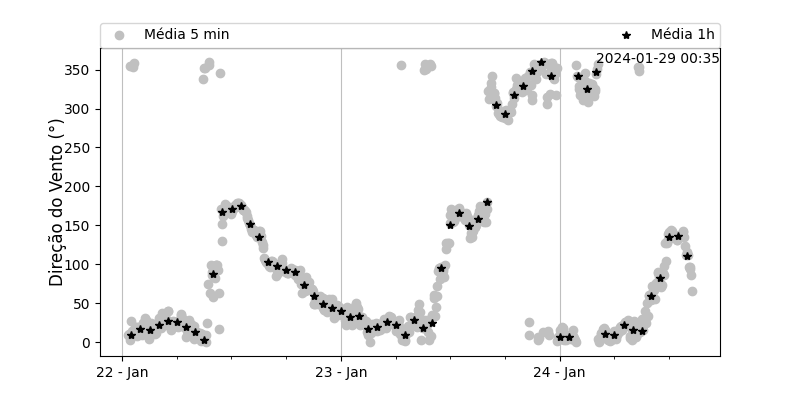 Média 5 min
Média 1h
2024-01-29 00:35
Direção do Vento (°)
350
300
250
200
150
100
50
0
22 - Jan
23 - Jan
24 - Jan